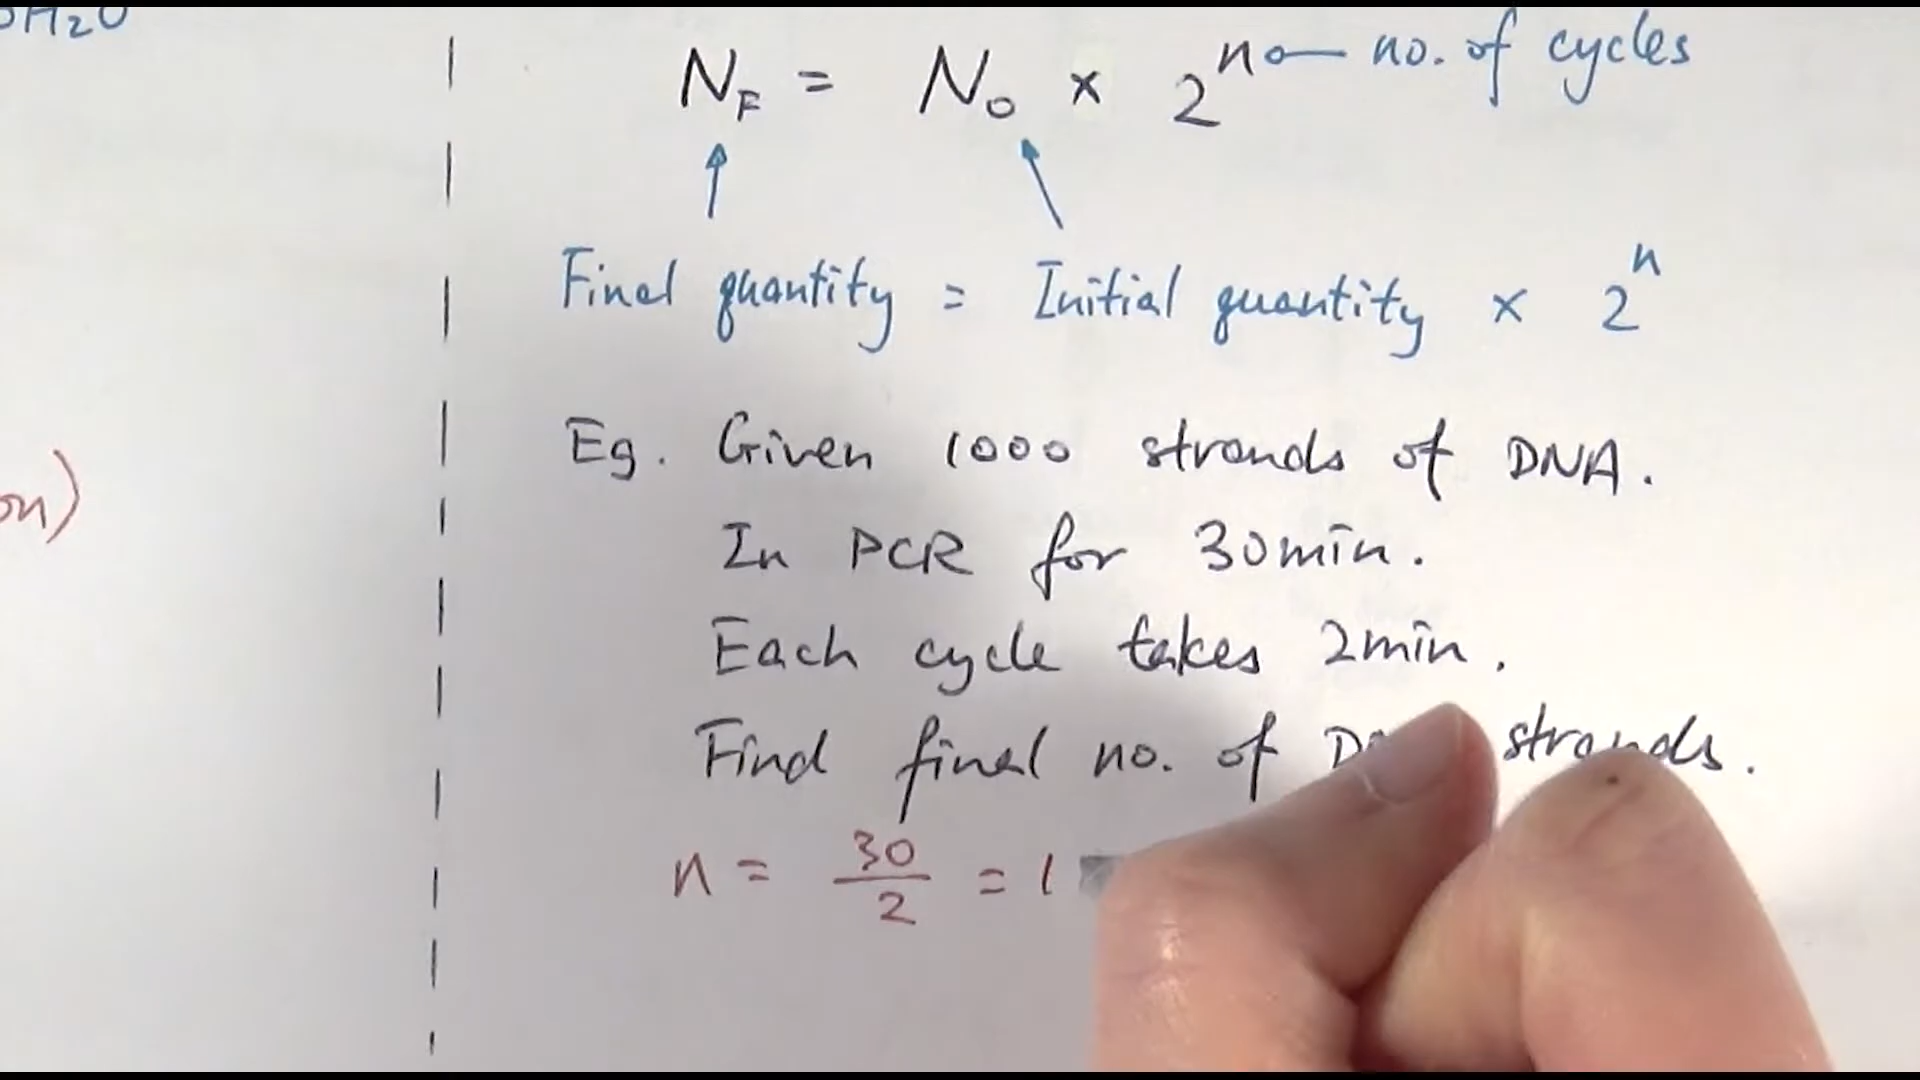 N_F = N_0 × 2^n no. of cycles
Final quantity = Initial quantity × 2^n
Eg. Given 1000 strands of DNA.
In PCR for 30min.
Each cycle takes 2min.
Find final no. of strands.
n = 30/2 = 1